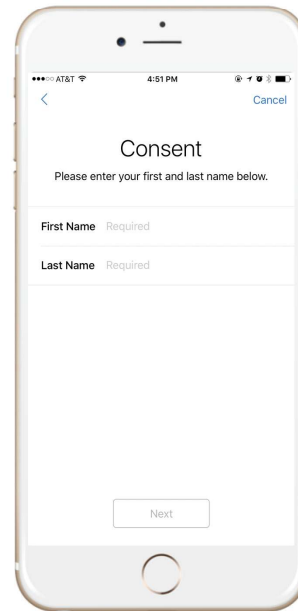 AT&T 4:51 PM
Cancel
Consent
Please enter your first and last name below.
First Name Required
Last Name Required
Next